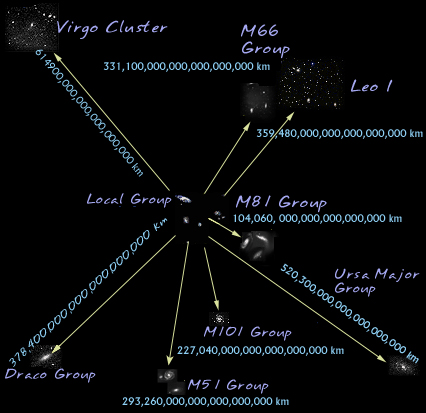 Virgo Cluster
M66
Group
331,100,000,000,000,000,000 km
Leo I
614900,000,000,000,000,000 km
359,480,000,000,000,000,000 km
Local Group
M81 Group
104,060, 000,000,000,000,000 km
378,400,000,000,000,000,000 km
520,300,000,000,000,000,000 km
Ursa Major
Group
M101 Group
227,040,000,000,000,000,000 km
Draco Group
M51 Group
293,260,000,000,000,000,000 km